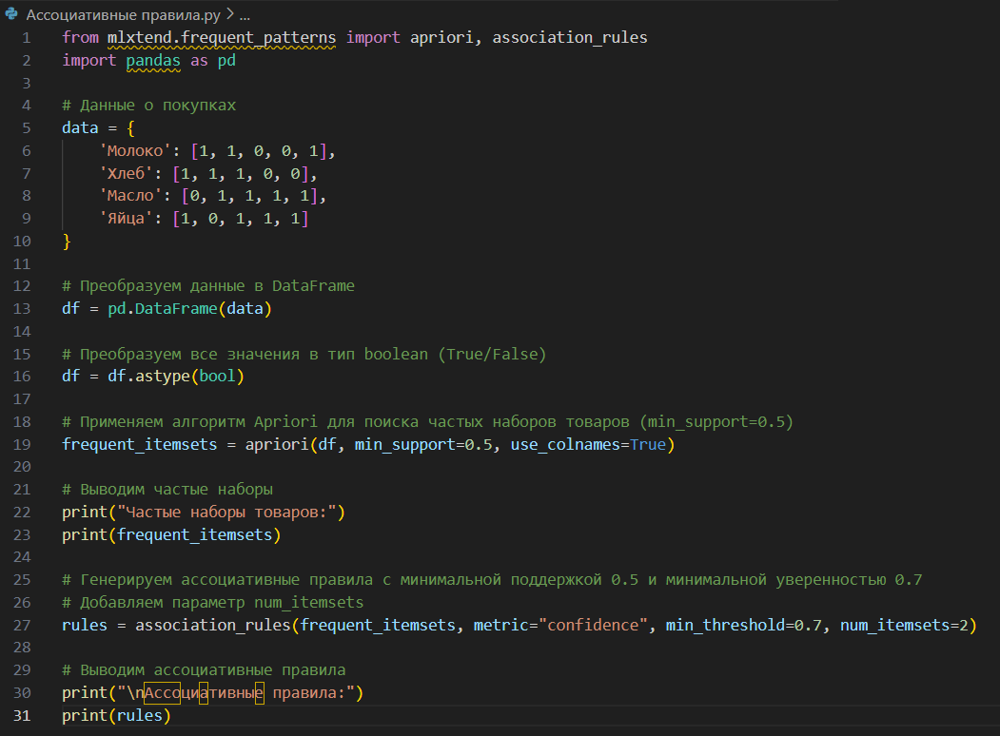 Ассоциативные правила.py > ...
1 from mlxtend.frequent_patterns import apriori, association_rules
2 import pandas as pd
3
4 # Данные о покупках
5 data = {
6     'Молоко': [1, 1, 0, 0, 1],
7     'Хлеб': [1, 1, 1, 0, 0],
8     'Масло': [0, 1, 1, 1, 1],
9     'Яйца': [1, 0, 1, 1, 1]
10 }
11
12 # Преобразуем данные в DataFrame
13 df = pd.DataFrame(data)
14
15 # Преобразуем все значения в тип boolean (True/False)
16 df = df.astype(bool)
17
18 # Применяем алгоритм Apriori для поиска частых наборов товаров (min_support=0.5)
19 frequent_itemsets = apriori(df, min_support=0.5, use_colnames=True)
20
21 # Выводим частые наборы
22 print("Частые наборы товаров:")
23 print(frequent_itemsets)
24
25 # Генерируем ассоциативные правила с минимальной поддержкой 0.5 и минимальной уверенностью 0.7
26 # Добавляем параметр num_itemsets
27 rules = association_rules(frequent_itemsets, metric="confidence", min_threshold=0.7, num_itemsets=2)
28
29 # Выводим ассоциативные правила
30 print("\nАссоциативные правила:")
31 print(rules)